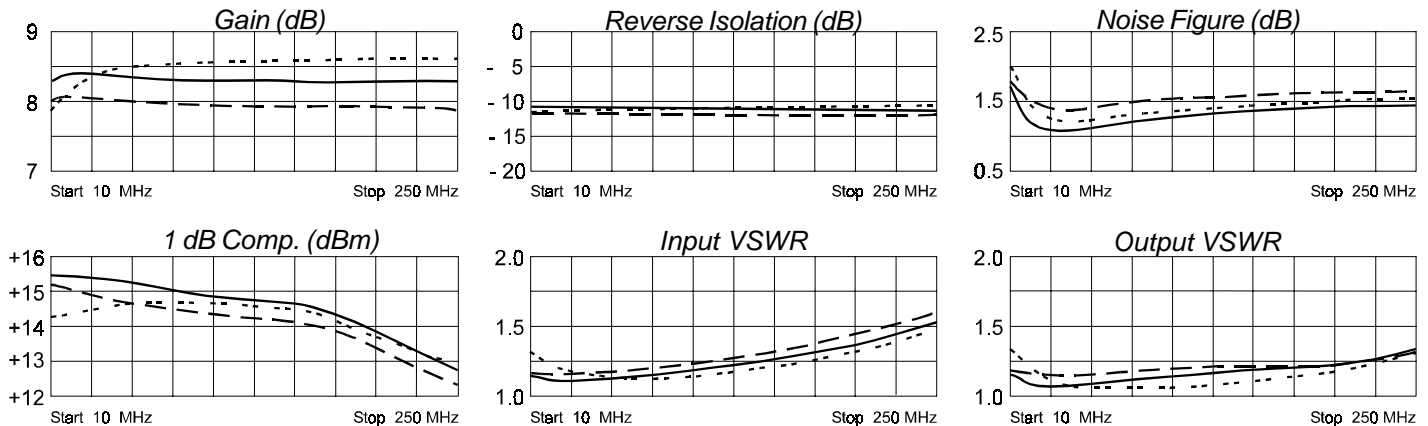 Gain (dB)
9
8
7
Start 10 MHz Stop 250 MHz
Reverse Isolation (dB)
0
- 5
- 10
- 15
- 20
Start 10 MHz Stop 250 MHz
Noise Figure (dB)
2.5
1.5
0.5
Start 10 MHz Stop 250 MHz
1 dB Comp. (dBm)
+16
+15
+14
+13
+12
Start 10 MHz Stop 250 MHz
Input VSWR
2.0
1.5
1.0
Start 10 MHz Stop 250 MHz
Output VSWR
2.0
1.5
1.0
Start 10 MHz Stop 250 MHz